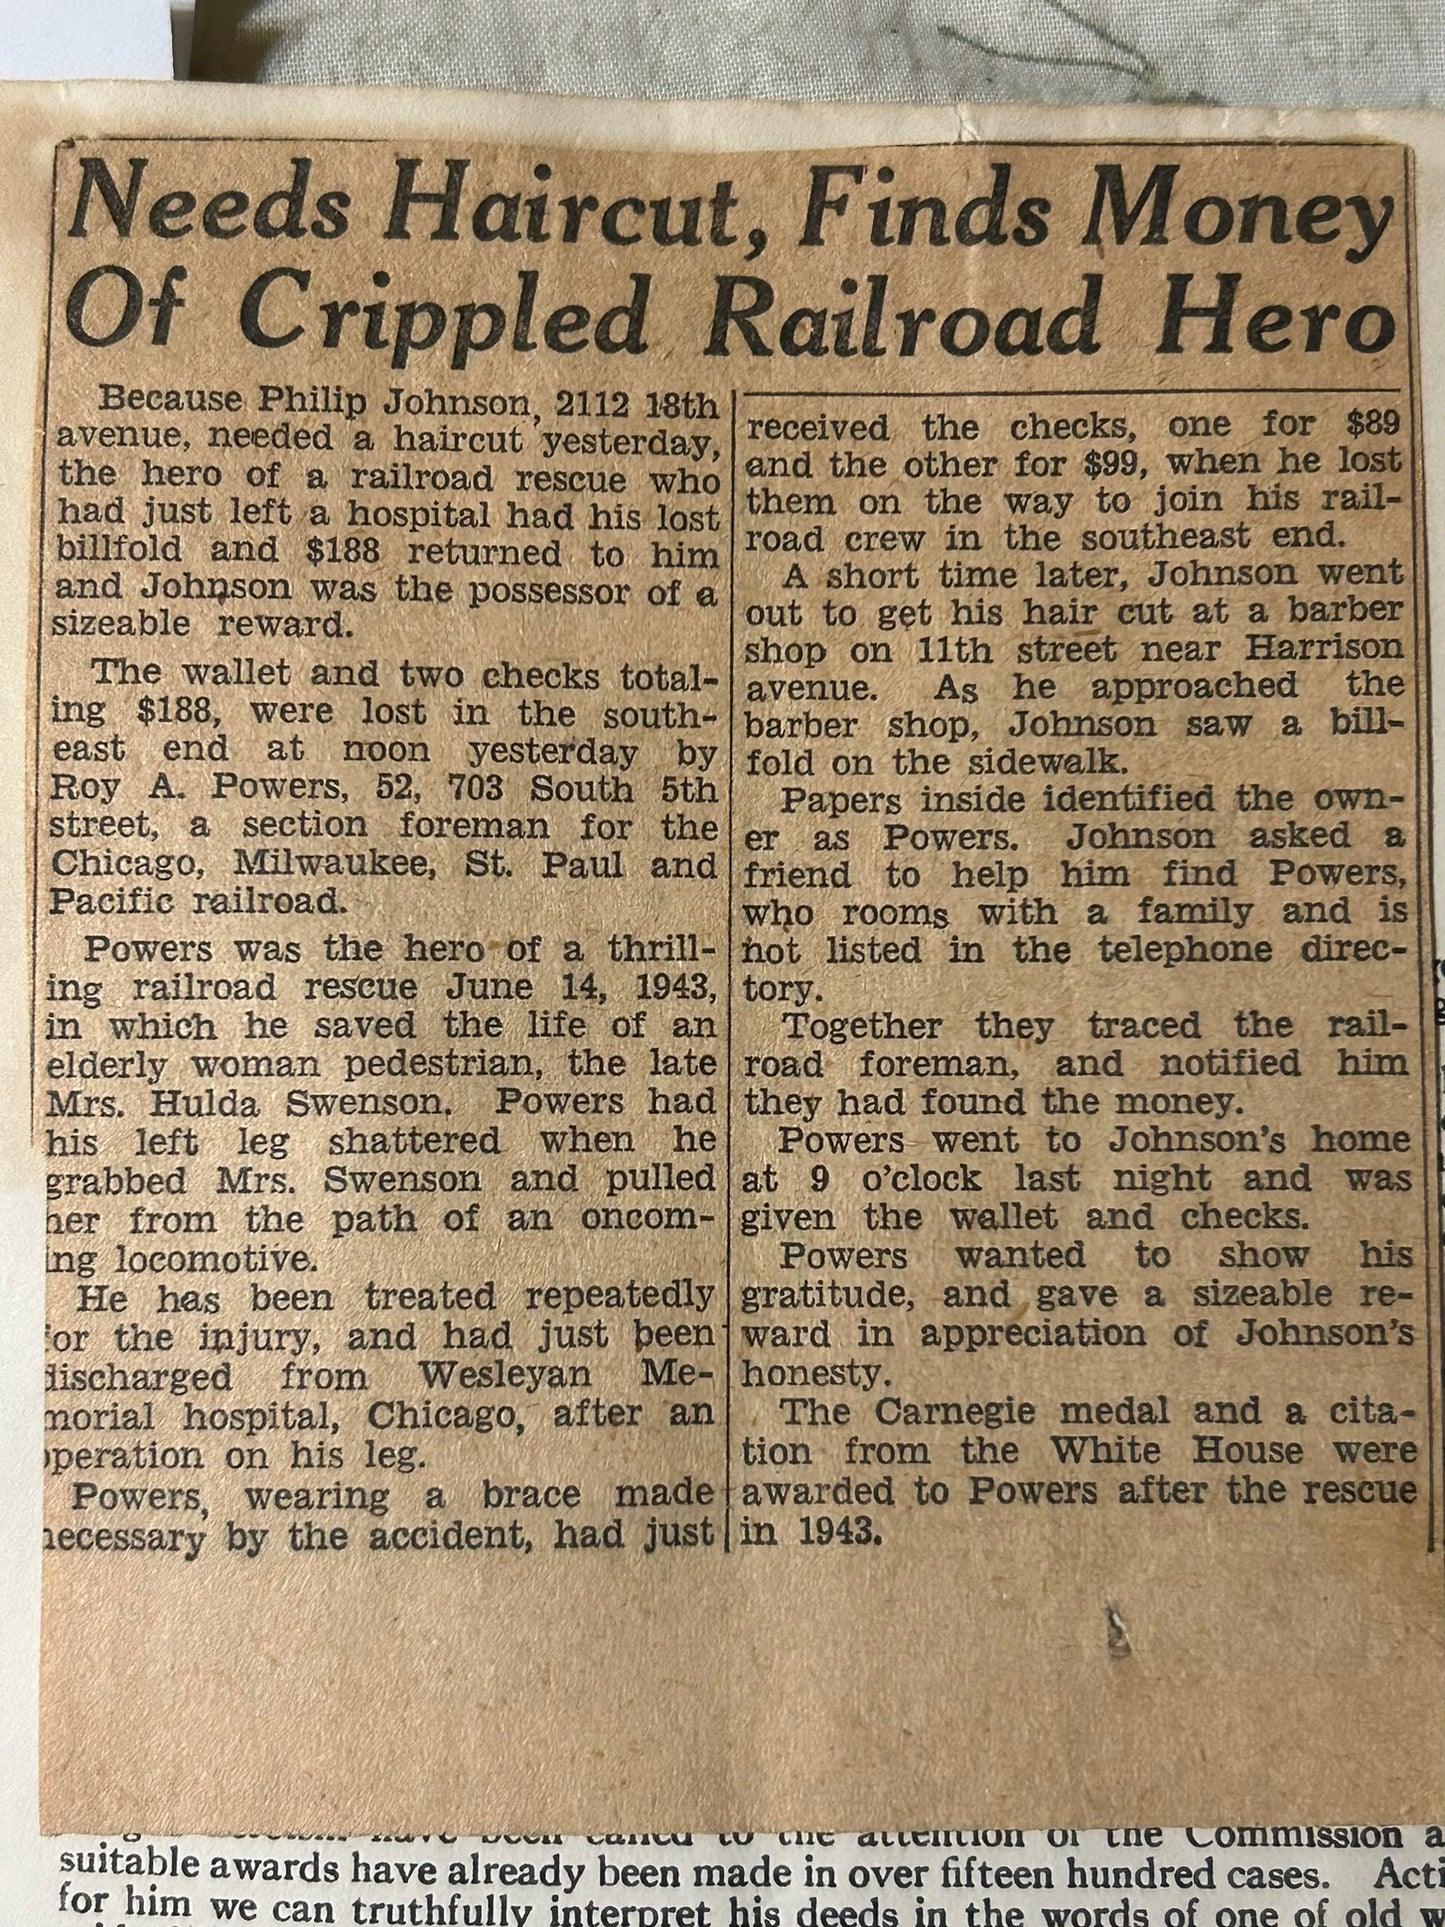 Needs Haircut, Finds Money
Of Crippled Railroad Hero
Because Philip Johnson, 2112 18th
avenue, needed a haircut yesterday,
the hero of a railroad rescue who
had just left a hospital had his lost
billfold and $188 returned to him
and Johnson was the possessor of a
sizeable reward.
The wallet and two checks total-
ing $188, were lost in the south-
east end at noon yesterday by
Roy A. Powers, 52, 703 South 5th
street, a section foreman for the
Chicago, Milwaukee, St. Paul and
Pacific railroad.
Powers was the hero of a thrill-
ing railroad rescue June 14, 1943,
in which he saved the life of an
elderly woman pedestrian, the late
Mrs. Hulda Swenson. Powers had
his left leg shattered when he
grabbed Mrs. Swenson and pulled
her from the path of an oncom-
ing locomotive.
He has been treated repeatedly
for the injury, and had just been
discharged from Wesleyan Me-
morial hospital, Chicago, after an
operation on his leg.
Powers, wearing a brace made
necessary by the accident, had just
received the checks, one for $89
and the other for $99, when he lost
them on the way to join his rail-
road crew in the southeast end.
A short time later, Johnson went
out to get his hair cut at a barber
shop on 11th street near Harrison
avenue. As he approached the
barber shop, Johnson saw a bill-
fold on the sidewalk.
Papers inside identified the own-
er as Powers. Johnson asked a
friend to help him find Powers,
who rooms with a family and is
not listed in the telephone direc-
tory.
Together they traced the rail-
road foreman, and notified him
they had found the money.
Powers went to Johnson's home
at 9 o'clock last night and was
given the wallet and checks.
Powers wanted to show his
gratitude, and gave a sizeable re-
ward in appreciation of Johnson's
honesty.
The Carnegie medal and a cita-
tion from the White House were
awarded to Powers after the rescue
in 1943.
have been called to the attention of the Commission a
suitable awards have already been made in over fifteen hundred cases. Acti
for him we can truthfully interpret his deeds in the words of one of old w